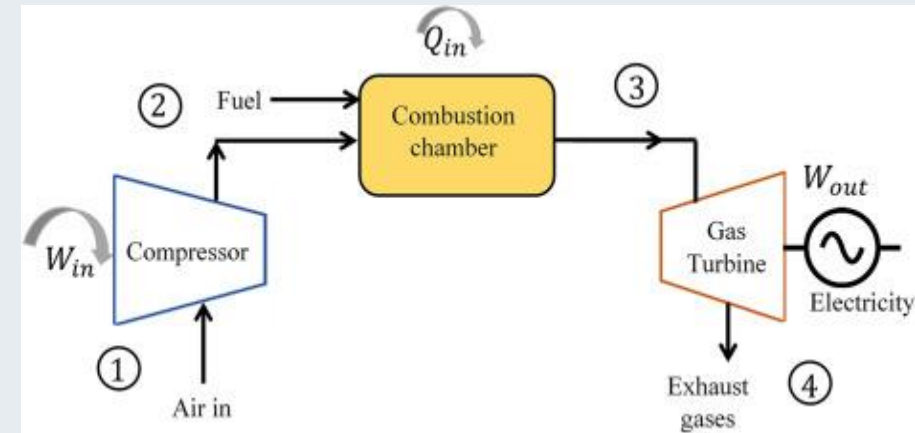 Q_in
②
Fuel
Combustion
chamber
③
W_in
Compressor
W_out
Gas
Turbine
Electricity
①
Air in
Exhaust
gases
④